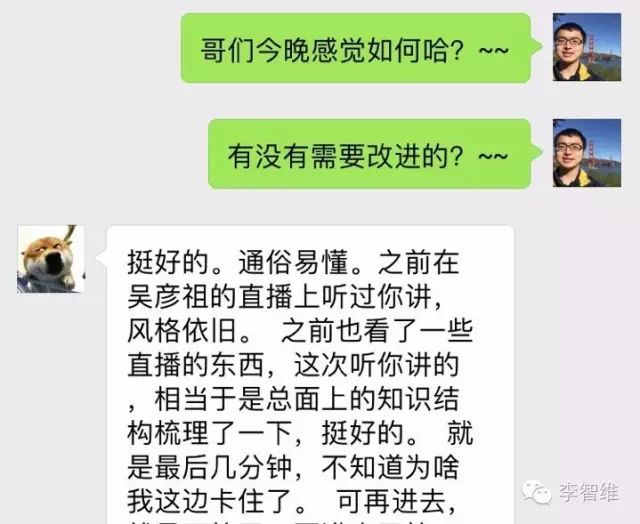 哥们今晚感觉如何哈？~~
有没有需要改进的？~~
挺好的。通俗易懂。之前在
吴彦祖的直播上听过你讲，
风格依旧。 之前也看了一些
直播的东西，这次听你讲的
，相当于是总面上的知识结
构梳理了一下，挺好的。 就
是最后几分钟，不知道为啥
我这边卡住了。 可再进去，
李智维